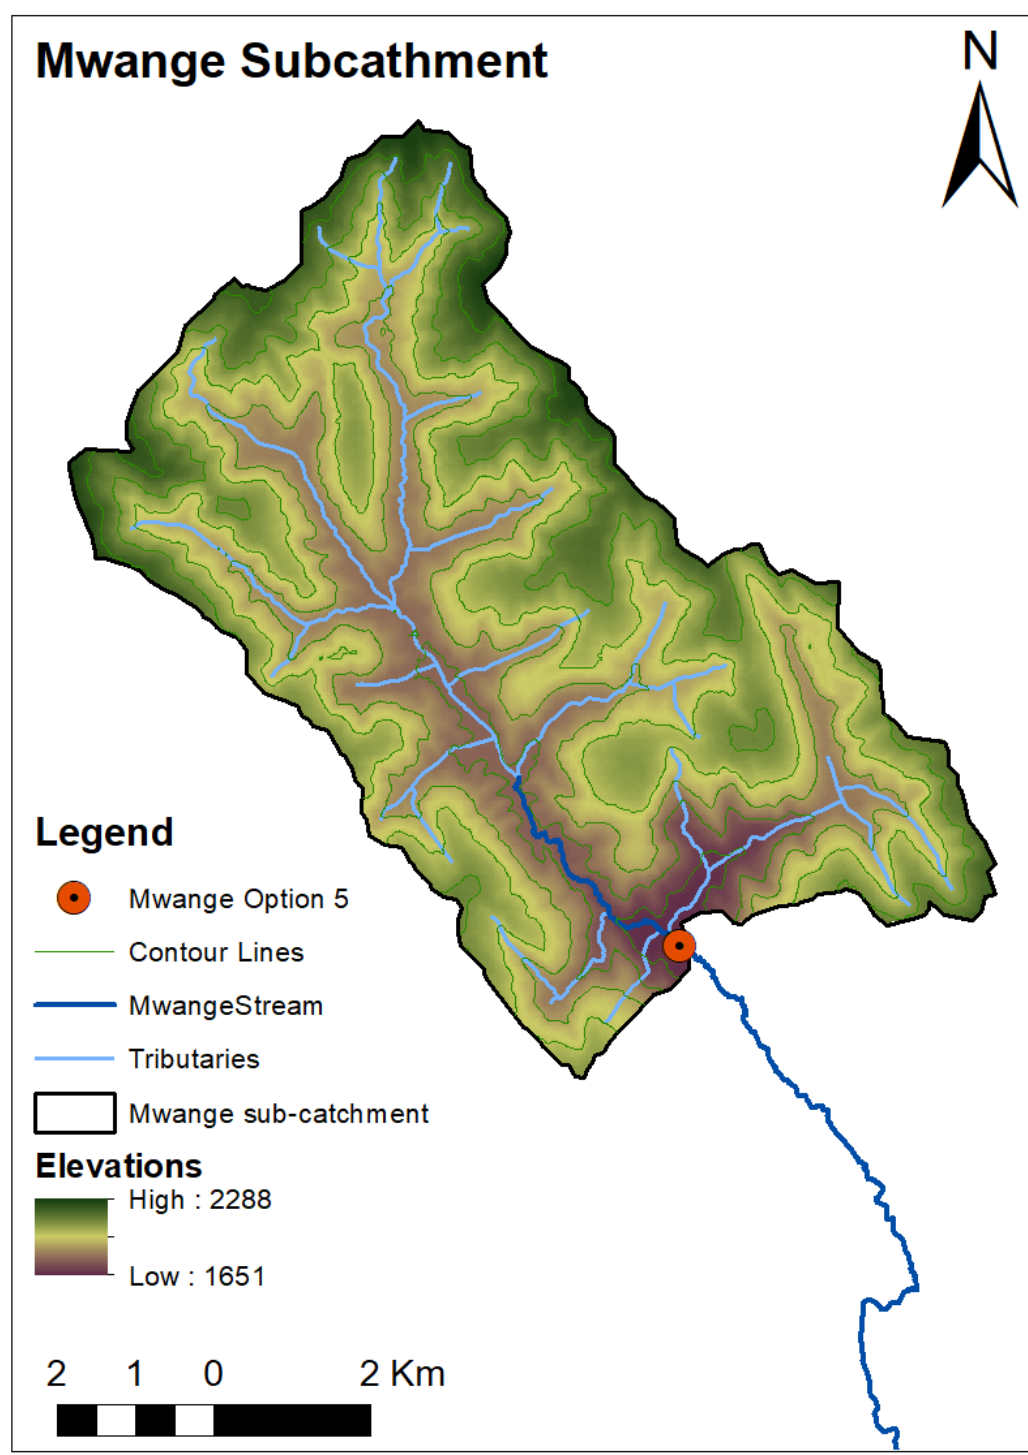 Mwange Subcathment
N
Legend
Mwange Option 5
Contour Lines
MwangeStream
Tributaries
Mwange sub-catchment
Elevations
High : 2288
Low : 1651
2 1 0 2 Km